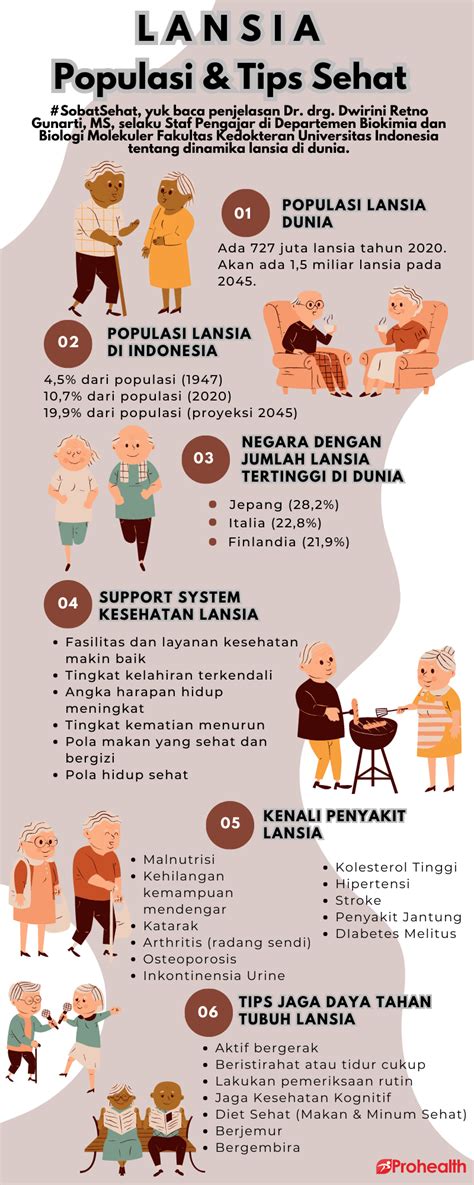 LANSIA
Populasi & Tips Sehat
#SobatSehat, yuk baca penjelasan Dr. drg. Dwirini Retno
Gunarti, MS, selaku Staf Pengajar di Departemen Biokimia dan
Biologi Molekuler Fakultas Kedokteran Universitas Indonesia
tentang dinamika lansia di dunia.
01
POPULASI LANSIA
DUNIA
Ada 727 juta lansia tahun 2020.
Akan ada 1,5 miliar lansia pada
2045.
02
POPULASI LANSIA
DI INDONESIA
4,5% dari populasi (1947)
10,7% dari populasi (2020)
19,9% dari populasi (proyeksi 2045)
03
NEGARA DENGAN
JUMLAH LANSIA
TERTINGGI DI DUNIA
• Jepang (28,2%)
• Italia (22,8%)
• Finlandia (21,9%)
04
SUPPORT SYSTEM
KESEHATAN LANSIA
• Fasilitas dan layanan kesehatan
makin baik
• Tingkat kelahiran terkendali
• Angka harapan hidup
meningkat
• Tingkat kematian menurun
• Pola makan yang sehat dan
bergizi
• Pola hidup sehat
05
KENALI PENYAKIT
LANSIA
• Malnutrisi
• Kehilangan
kemampuan
mendengar
• Katarak
• Arthritis (radang sendi)
• Osteoporosis
• Inkontinensia Urine
• Kolesterol Tinggi
• Hipertensi
• Stroke
• Penyakit Jantung
• DIabetes Melitus
06
TIPS JAGA DAYA TAHAN
TUBUH LANSIA
• Aktif bergerak
• Beristirahat atau tidur cukup
• Lakukan pemeriksaan rutin
• Jaga Kesehatan Kognitif
• Diet Sehat (Makan & Minum Sehat)
• Berjemur
• Bergembira
Prohealth